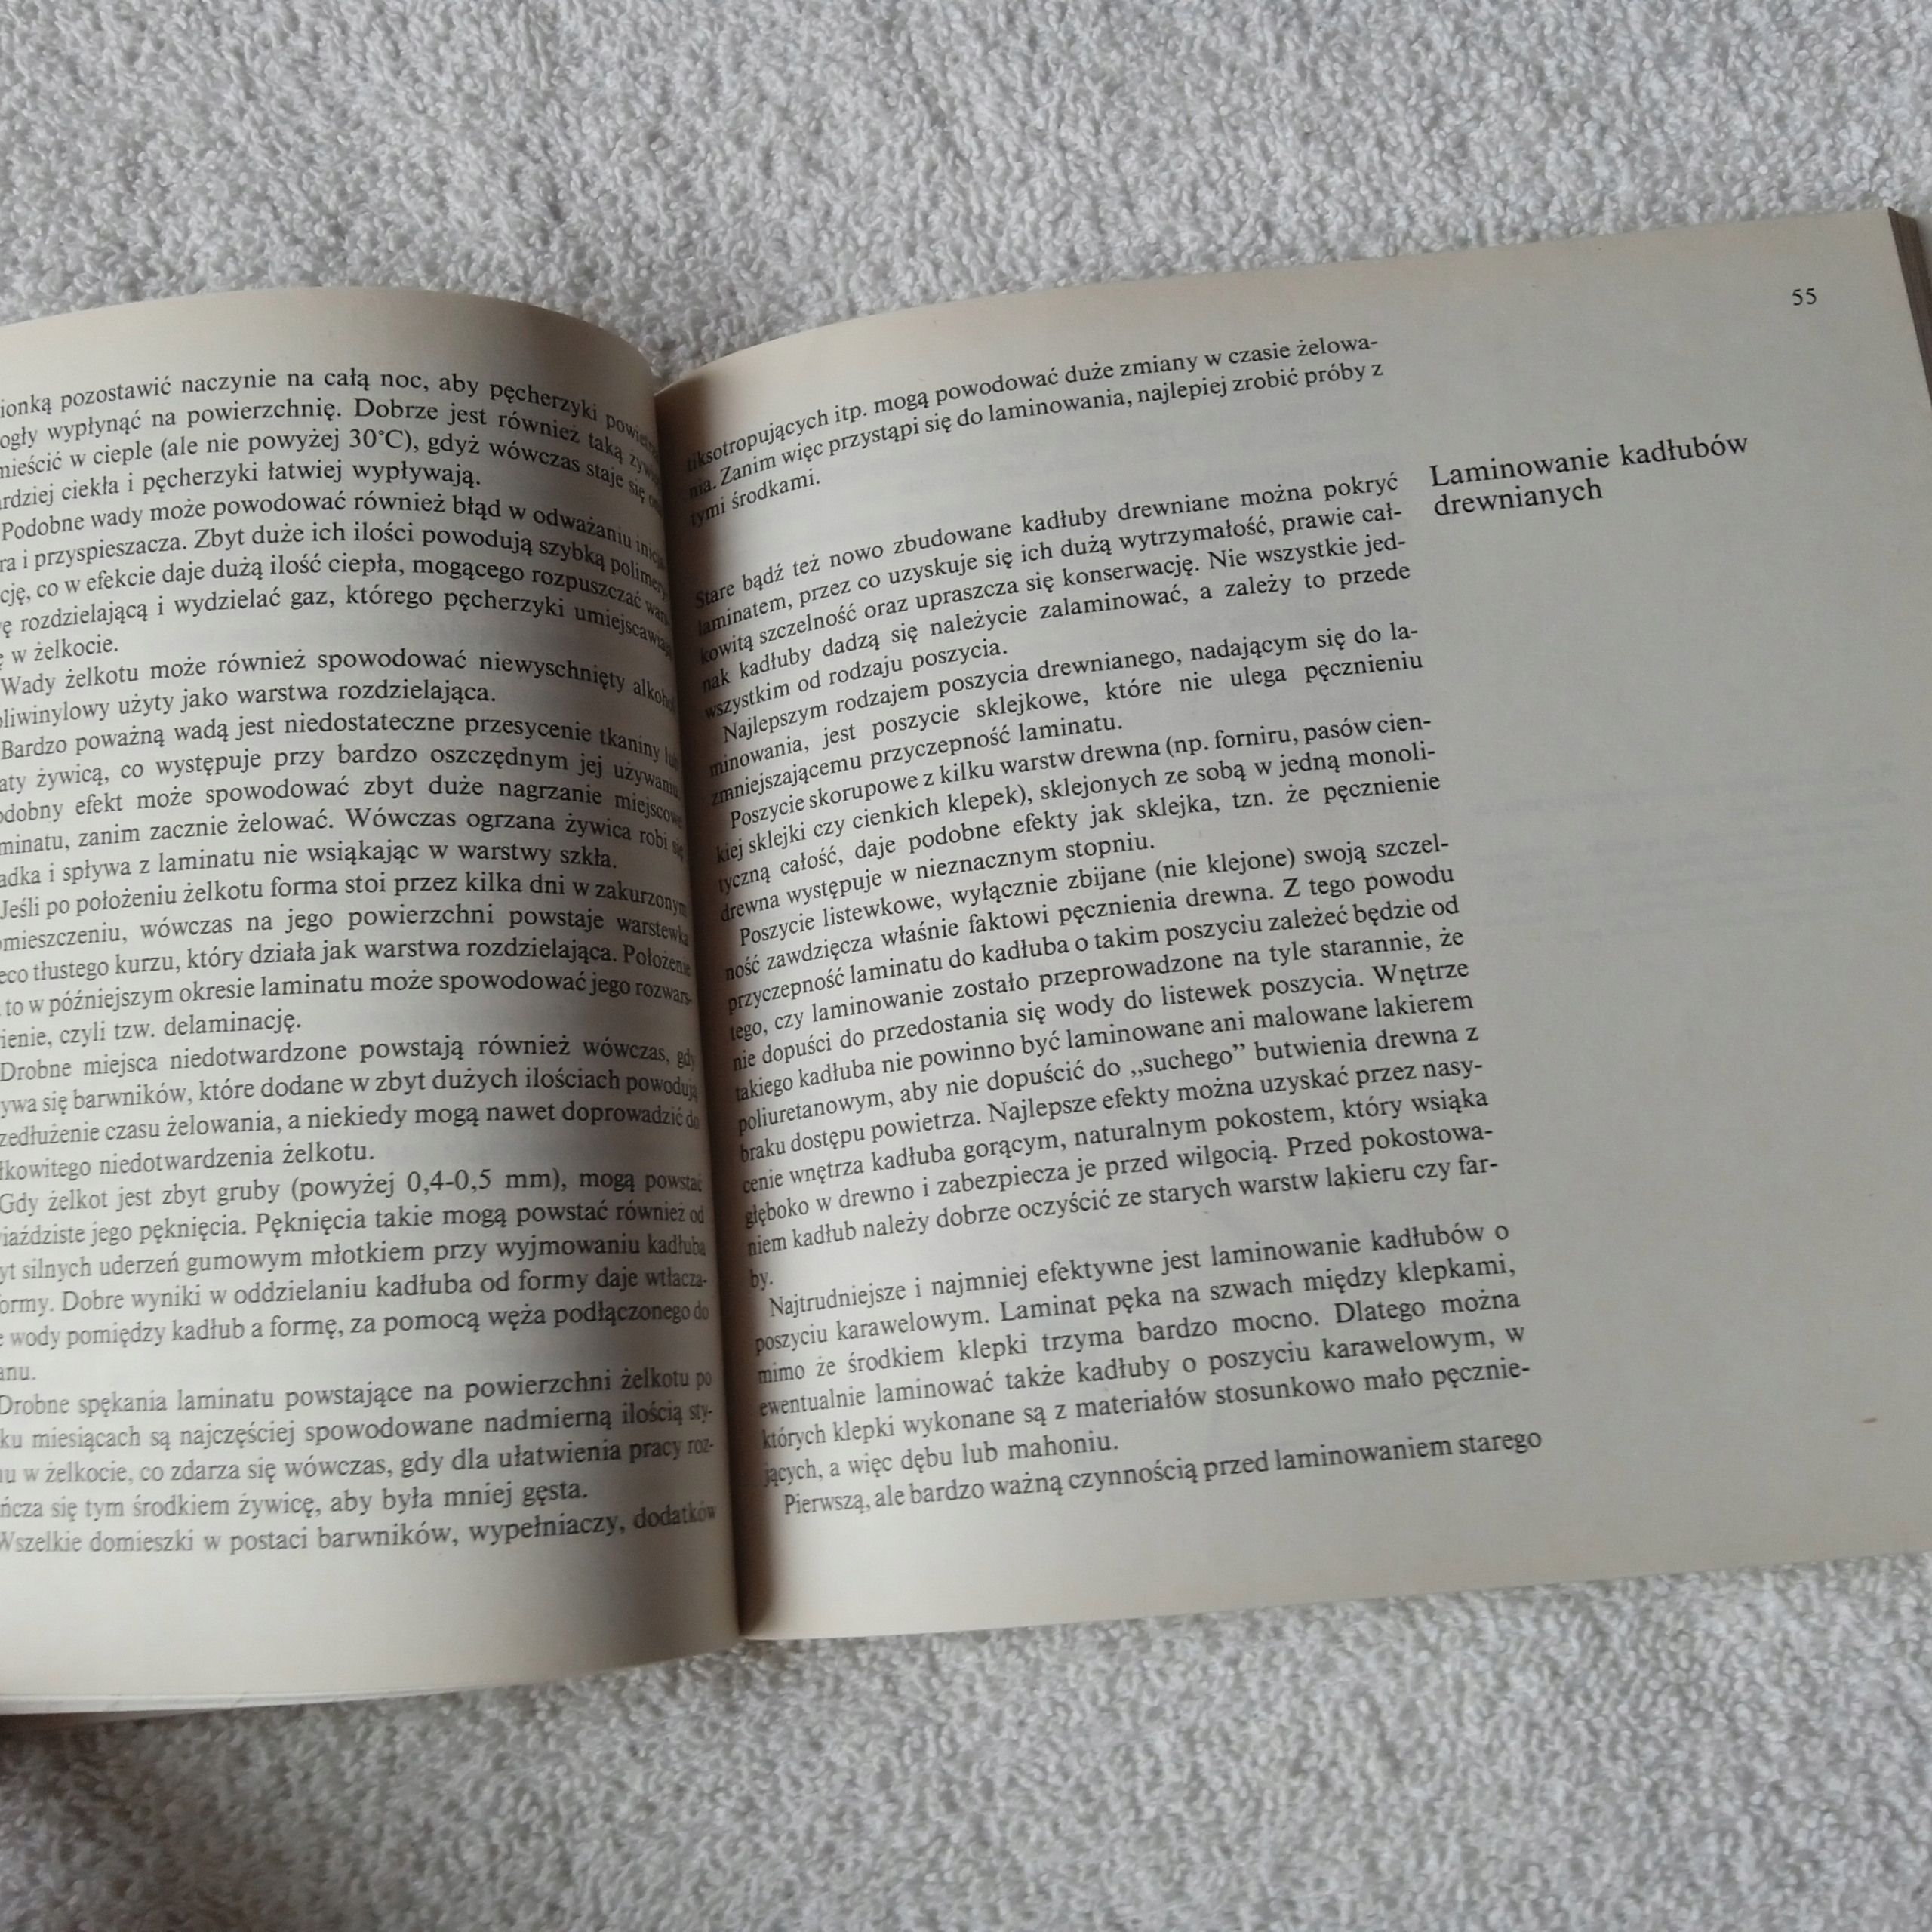 pozostawić naczynie na całą noc, aby pęcherzyki
wypłynąć na powierzchnię. Dobrze jest również taką
w cieple (ale nie powyżej 30°C), gdyż wówczas staje się
ciekła i pęcherzyki łatwiej wypływają.
Podobne wady może powodować również błąd w odważaniu
i przyspieszacza. Zbyt duże ich ilości powodują szybką
co w efekcie daje dużą ilość ciepła, mogącego rozpuszczać
rozdzielającą i wydzielać gaz, którego pęcherzyki umiejscawiają
w żelkocie.
Wady żelkotu może również spowodować niewyschnięty alkohol
użyty jako warstwa rozdzielająca.
Bardzo poważną wadą jest niedostateczne przesycenie tkaniny lub
żywicą, co występuje przy bardzo oszczędnym jej używaniu.
efekt może spowodować zbyt duże nagrzanie miejscowe
zanim zacznie żelować. Wówczas ogrzana żywica robi się
i spływa z laminatu nie wsiąkając w warstwy szkła.
Jeśli po położeniu żelkotu forma stoi przez kilka dni w zakurzonym
wówczas na jego powierzchni powstaje warstewka
tłustego kurzu, który działa jak warstwa rozdzielająca. Położenie
to w późniejszym okresie laminatu może spowodować jego rozwars-
czyli tzw. delaminację.
Drobne miejsca niedotwardzone powstają również wówczas, gdy
się barwników, które dodane w zbyt dużych ilościach powodują
czasu żelowania, a niekiedy mogą nawet doprowadzić do
niedotwardzenia żelkotu.
Gdy żelkot jest zbyt gruby (powyżej 0,4-0,5 mm), mogą powstać
jego pęknięcia. Pęknięcia takie mogą powstać również od
silnych uderzeń gumowym młotkiem przy wyjmowaniu kadłuba
Dobre wyniki w oddzielaniu kadłuba od formy daje wtłacza-
wody pomiędzy kadłub a formę, za pomocą węża podłączonego do
Drobne spękania laminatu powstające na powierzchni żelkotu po
miesiącach są najczęściej spowodowane nadmierną ilością sty-
w żelkocie, co zdarza się wówczas, gdy dla ułatwienia pracy roz-
się tym środkiem żywicę, aby była mniej gęsta.
Wszelkie domieszki w postaci barwników, wypełniaczy, dodatków
55
tiksotropujących itp. mogą powodować duże zmiany w czasie żelowa-
nia. Zanim więc przystąpi się do laminowania, najlepiej zrobić próby z
tymi środkami.
Laminowanie kadłubów
drewnianych
Stare bądź też nowo zbudowane kadłuby drewniane można pokryć
laminatem, przez co uzyskuje się ich dużą wytrzymałość, prawie cał-
kowitą szczelność oraz upraszcza się konserwację. Nie wszystkie jed-
nak kadłuby dadzą się należycie zalaminować, a zależy to przede
wszystkim od rodzaju poszycia.
Najlepszym rodzajem poszycia drewnianego, nadającym się do la-
minowania, jest poszycie sklejkowe, które nie ulega pęcznieniu
zmniejszającemu przyczepność laminatu.
Poszycie skorupowe z kilku warstw drewna (np. forniru, pasów cien-
kiej sklejki czy cienkich klepek), sklejonych ze sobą w jedną monoli-
tyczną całość, daje podobne efekty jak sklejka, tzn. że pęcznienie
drewna występuje w nieznacznym stopniu.
Poszycie listewkowe, wyłącznie zbijane (nie klejone) swoją szczel-
ność zawdzięcza właśnie faktowi pęcznienia drewna. Z tego powodu
przyczepność laminatu do kadłuba o takim poszyciu zależeć będzie od
tego, czy laminowanie zostało przeprowadzone na tyle starannie, że
nie dopuści do przedostania się wody do listewek poszycia. Wnętrze
takiego kadłuba nie powinno być laminowane ani malowane lakierem
poliuretanowym, aby nie dopuścić do „suchego” butwienia drewna z
braku dostępu powietrza. Najlepsze efekty można uzyskać przez nasy-
cenie wnętrza kadłuba gorącym, naturalnym pokostem, który wsiąka
głęboko w drewno i zabezpiecza je przed wilgocią. Przed pokostowa-
niem kadłub należy dobrze oczyścić ze starych warstw lakieru czy far-
by.
Najtrudniejsze i najmniej efektywne jest laminowanie kadłubów o
poszyciu karawelowym. Laminat pęka na szwach między klepkami,
mimo że środkiem klepki trzyma bardzo mocno. Dlatego można
ewentualnie laminować także kadłuby o poszyciu karawelowym, w
których klepki wykonane są z materiałów stosunkowo mało pęcznie-
jących, a więc dębu lub mahoniu.
Pierwszą, ale bardzo ważną czynnością przed laminowaniem starego